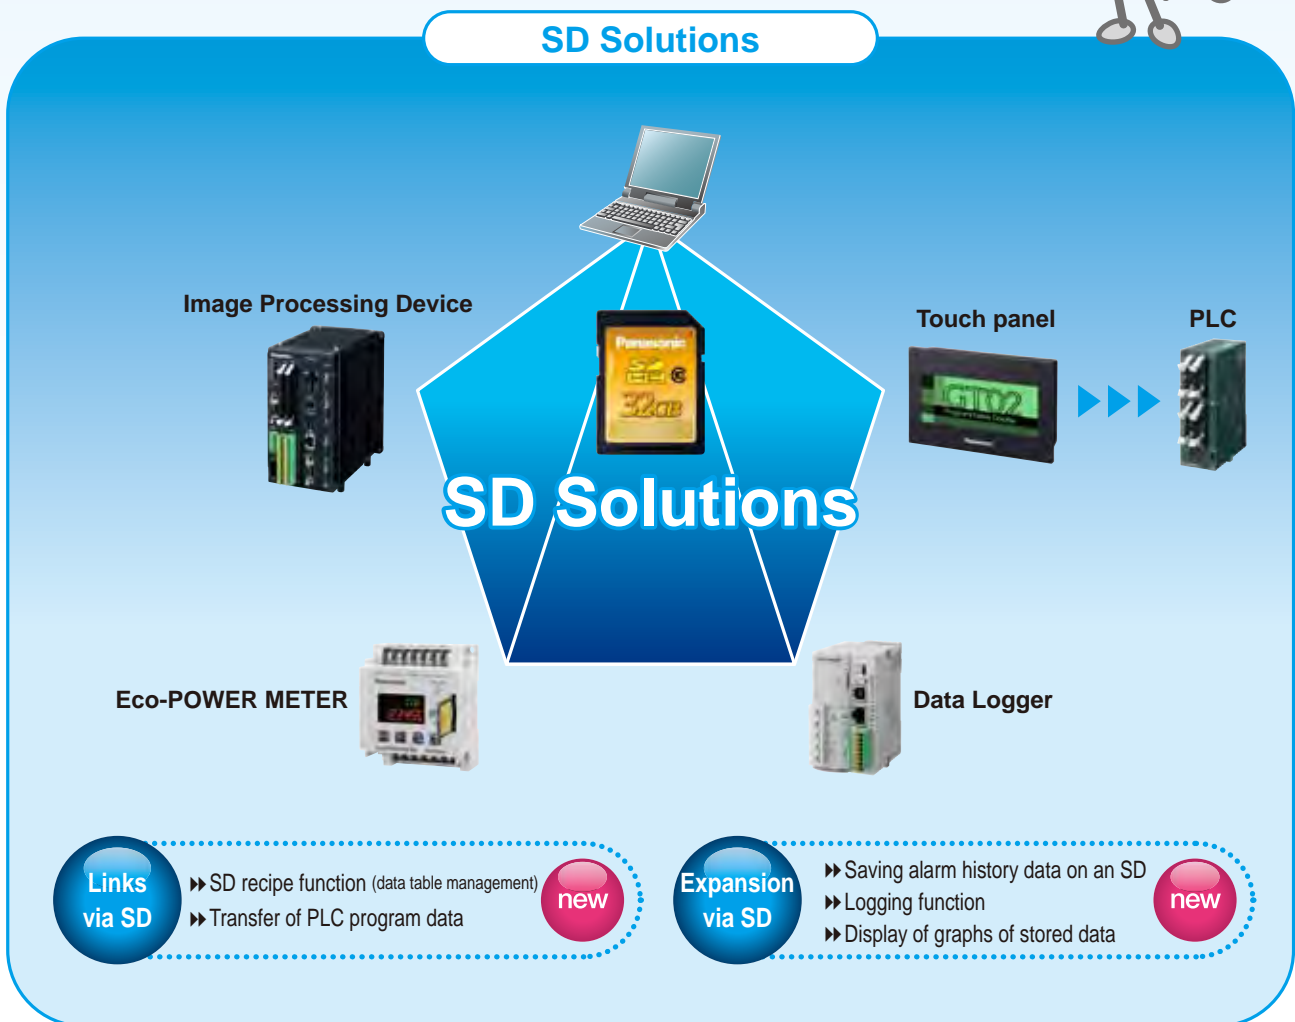 SD Solutions
Image Processing Device
Touch panel
PLC
Panasonic
32GB
GT02
Panasonic
SD Solutions
Eco-POWER METER
Data Logger
Links
via SD
SD recipe function (data table management)
Transfer of PLC program data
new
Expansion
via SD
Saving alarm history data on an SD
Logging function
Display of graphs of stored data
new